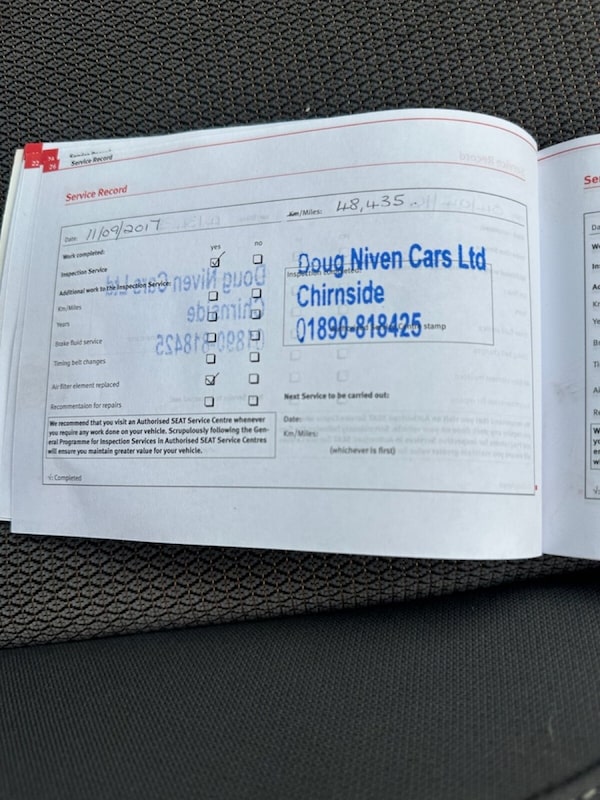 22 24
26
Service Record
Service Record
Date: 11/09/2017
Km/Miles: 48,435.
Work completed:
yes no
Inspection Service
Additional work to the Inspection Service:
Km/Miles
Years
Brake fluid service
Timing belt changes
Air filter element replaced
Recommendation for repairs
We recommend that you visit an Authorised SEAT Service Centre whenever
you require any work done on your vehicle. Scrupulously following the Gen-
eral Programme for Inspection Services in Authorised SEAT Service Centres
will ensure you maintain greater value for your vehicle.
√: Completed
Doug Niven Cars Ltd
Chirnside
01890-818425
stamp
Next Service to be carried out:
Date:
Km/Miles:
(whichever is first)